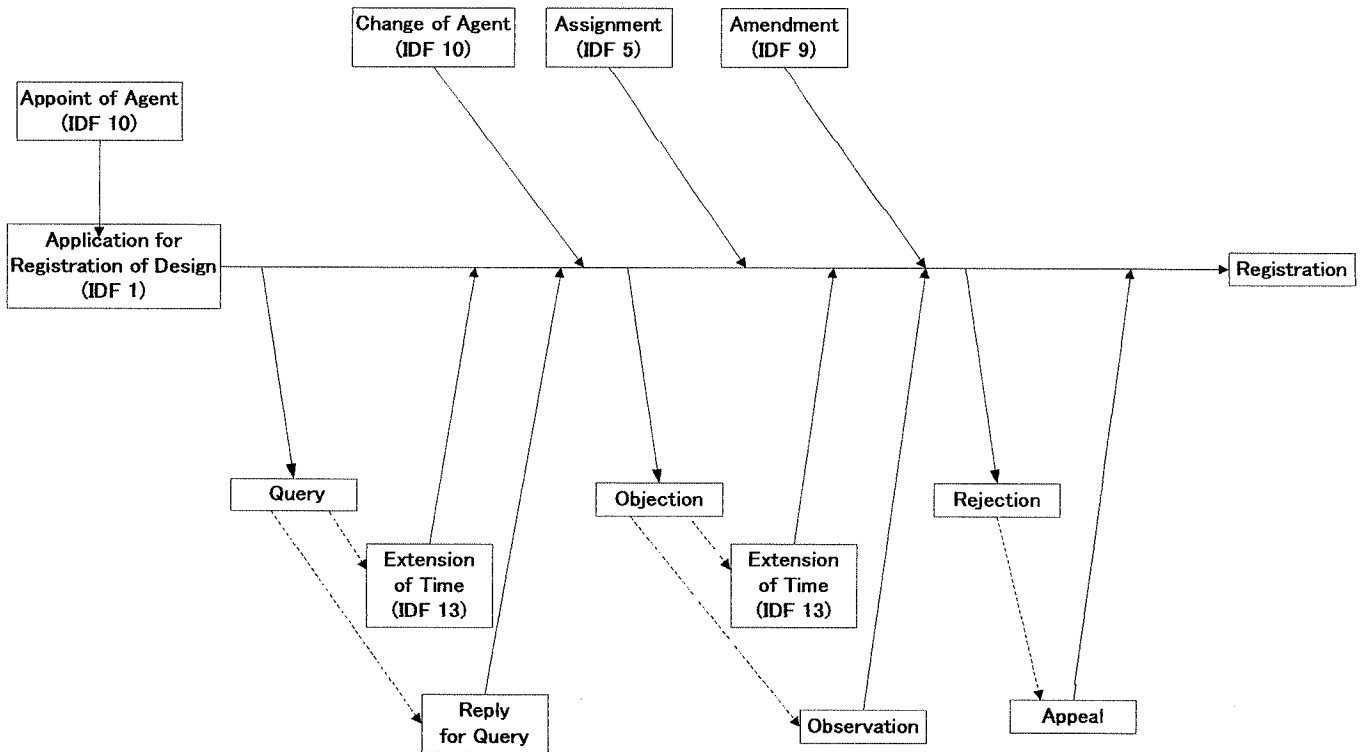 Change of Agent
(IDF 10)
Assignment
(IDF 5)
Amendment
(IDF 9)
Appoint of Agent
(IDF 10)
Application for
Registration of Design
(IDF 1)
Registration
Query
Objection
Rejection
Extension
of Time
(IDF 13)
Extension
of Time
(IDF 13)
Reply
for Query
Observation
Appeal